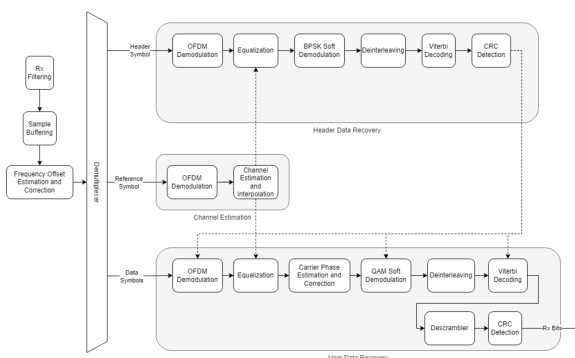 Header
Symbol
OFDM
Demodulation
Equalization
BPSK Soft
Demodulation
Deinterleaving
Viterbi
Decoding
CRC
Detection
Header Data Recovery
Rx
Filtering
Sample
Buffering
Frequency Offset
Estimation and
Correction
Demultiplexer
Reference
Symbol
OFDM
Demodulation
Channel
Estimation
and
Interpolation
Channel Estimation
Data
Symbols
OFDM
Demodulation
Equalization
Carrier Phase
Estimation and
Correction
QAM Soft
Demodulation
Deinterleaving
Viterbi
Decoding
Descrambler
CRC
Detection
Rx Bits
User Data Recovery